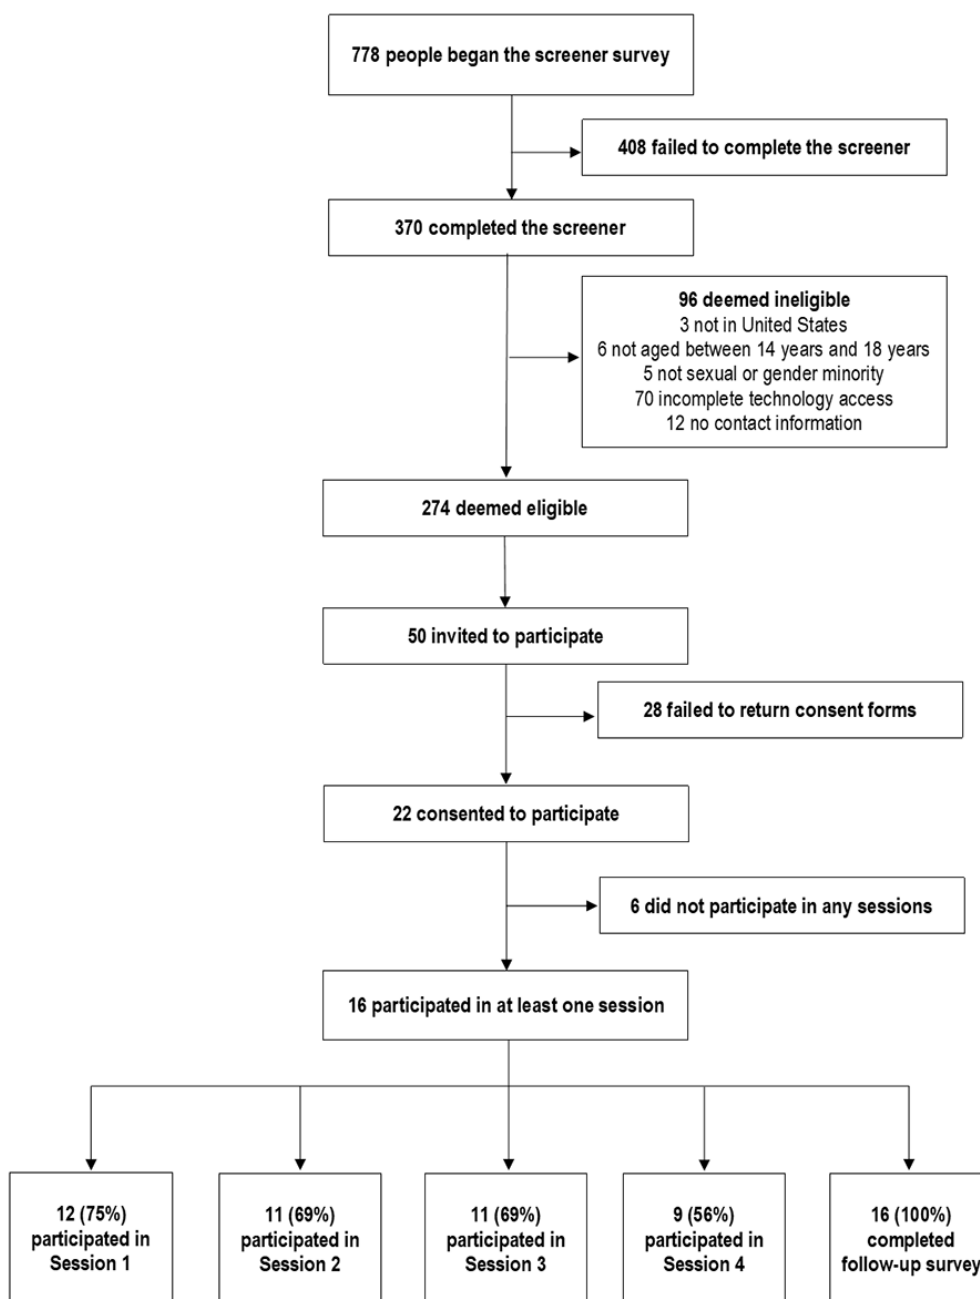 778 people began the screener survey
408 failed to complete the screener
370 completed the screener
96 deemed ineligible
3 not in United States
6 not aged between 14 years and 18 years
5 not sexual or gender minority
70 incomplete technology access
12 no contact information
274 deemed eligible
50 invited to participate
28 failed to return consent forms
22 consented to participate
6 did not participate in any sessions
16 participated in at least one session
12 (75%)
participated in
Session 1
11 (69%)
participated in
Session 2
11 (69%)
participated in
Session 3
9 (56%)
participated in
Session 4
16 (100%)
completed
follow-up survey